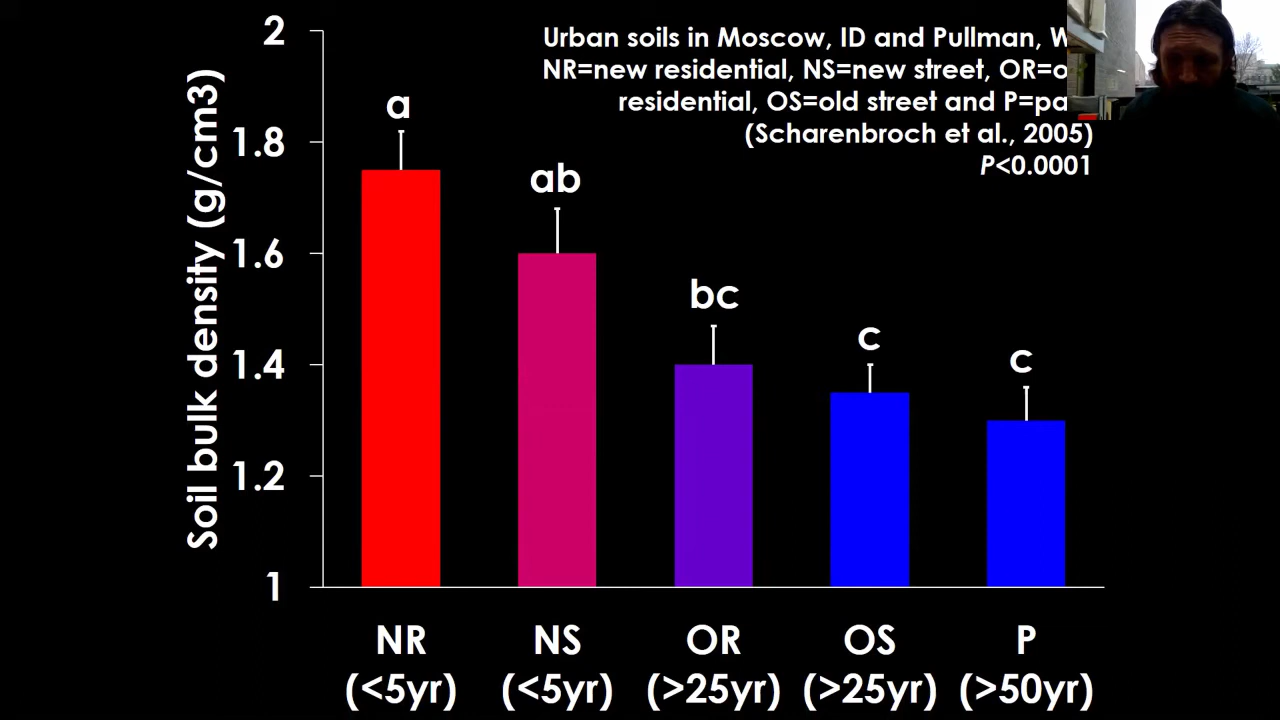 Urban soils in Moscow, ID and Pullman,
NR=new residential, NS=new street,
residential, OS=old street and
(Scharenbroch et al., 2005)
P<0.0001
Soil bulk density (g/cm3)
2
1.8
1.6
1.4
1.2
1
a
ab
bc
c
c
NR NS OR OS P
(<5yr) (<5yr) (>25yr) (>25yr) (>50yr)